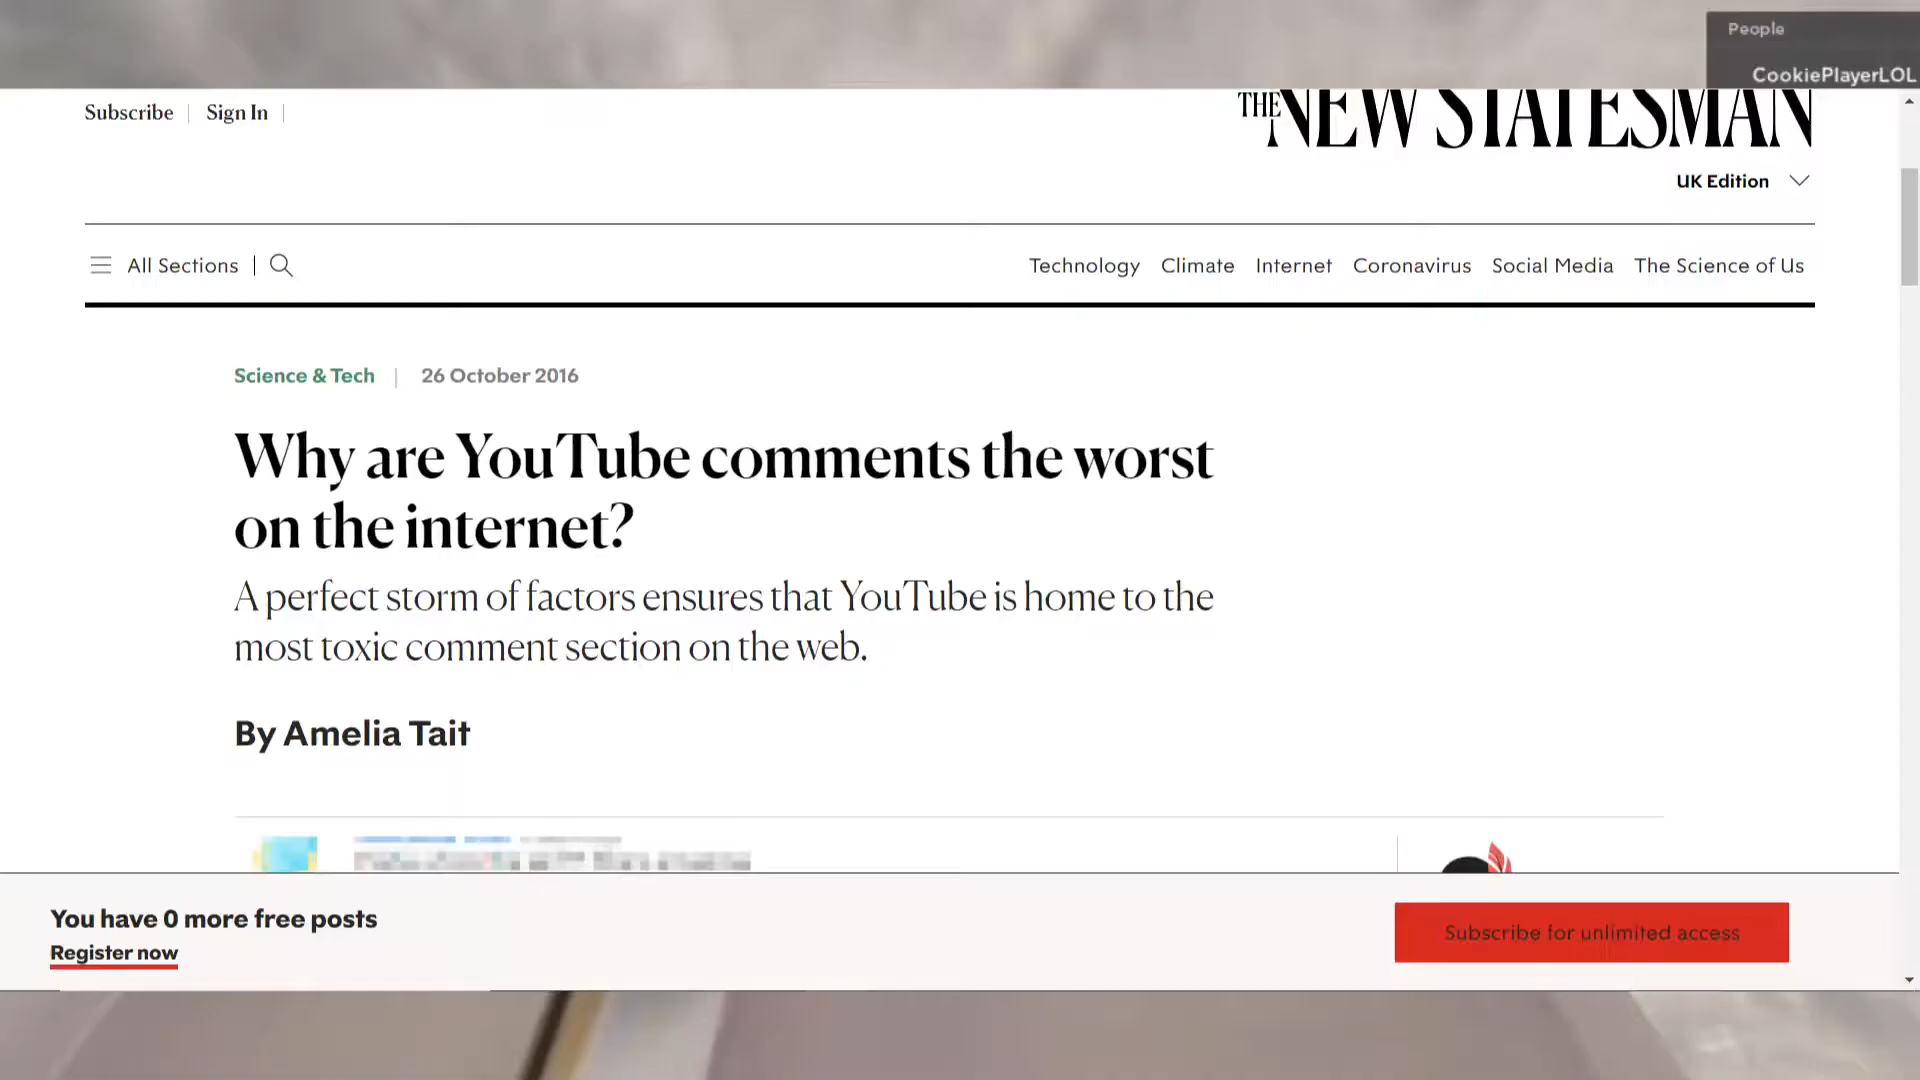 People
CookiePlayerLOL
Subscribe
Sign In
THE NEW STATESMAN
UK Edition
All Sections
Technology Climate Internet Coronavirus Social Media The Science of Us
Science & Tech
26 October 2016
Why are YouTube comments the worst
on the internet?
A perfect storm of factors ensures that YouTube is home to the
most toxic comment section on the web.
By Amelia Tait
You have 0 more free posts
Register now
Subscribe for unlimited access